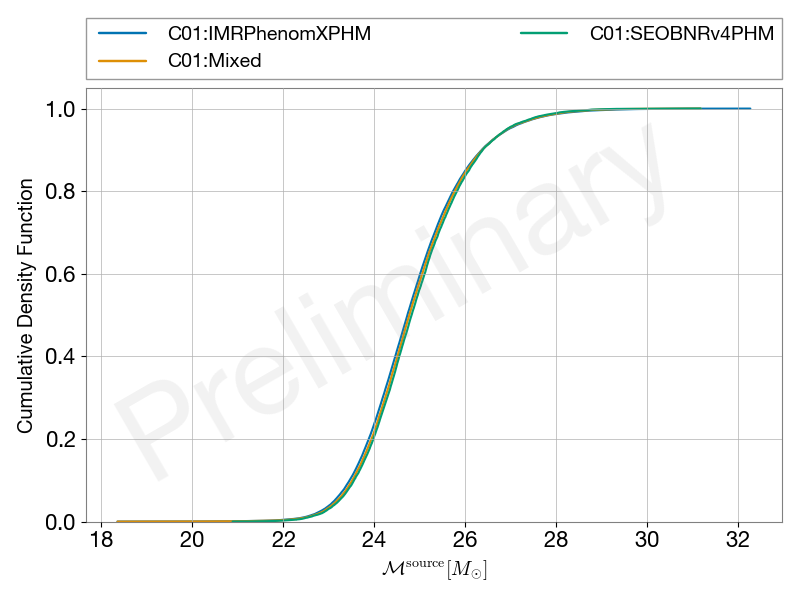 C01:IMRPhenomXPHM
C01:Mixed
C01:SEOBNRv4PHM
Preliminary
Cumulative Density Function
1.0
0.8
0.6
0.4
0.2
0.0
18 20 22 24 26 28 30 32
ℳ^source [M_⊙]